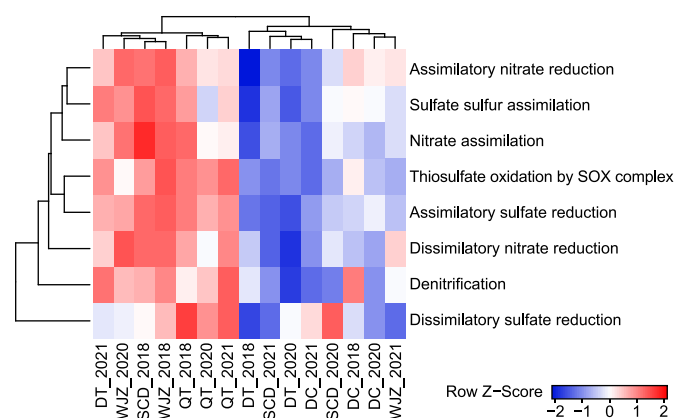 Assimilatory nitrate reduction
Sulfate sulfur assimilation
Nitrate assimilation
Thiosulfate oxidation by SOX complex
Assimilatory sulfate reduction
Dissimilatory nitrate reduction
Denitrification
Dissimilatory sulfate reduction
DT_2021
WJZ_2020
SCD_2018
WJZ_2018
QT_2018
QT_2020
QT_2021
DT_2018
SCD_2021
DT_2020
DC_2021
SCD_2020
DC_2018
DC_2020
WJZ_2021
Row Z−Score
−2 −1 0 1 2